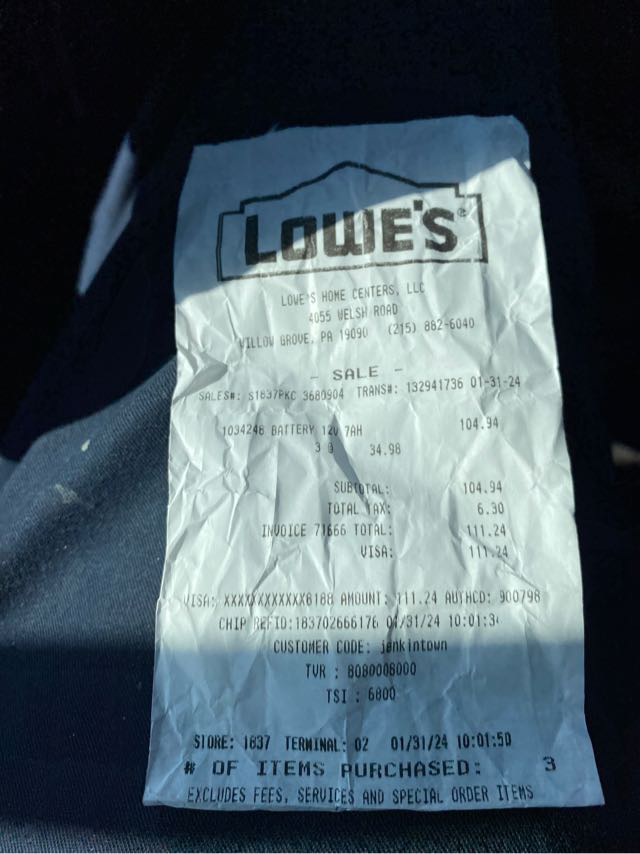 LOWE'S®
LOWE'S HOME CENTERS, LLC
4055 WELSH ROAD
WILLOW GROVE, PA 19090 (215) 882-6040
- SALE -
SALES#: S1837PKC 3680904 TRANS#: 132941736 01-31-24
1034248 BATTERY 12V 7AH 104.94
3 @ 34.98
SUBTOTAL: 104.94
TOTAL TAX: 6.30
INVOICE 71666 TOTAL: 111.24
VISA: 111.24
VISA: XXXXXXXXXXXX8188 AMOUNT: 111.24 AUTHCD: 900798
CHIP REFID:183702666176 01/31/24 10:01:34
CUSTOMER CODE: jenkintown
TVR : 8080008000
TSI : 6800
STORE: 1837 TERMINAL: 02 01/31/24 10:01:50
# OF ITEMS PURCHASED: 3
EXCLUDES FEES, SERVICES AND SPECIAL ORDER ITEMS